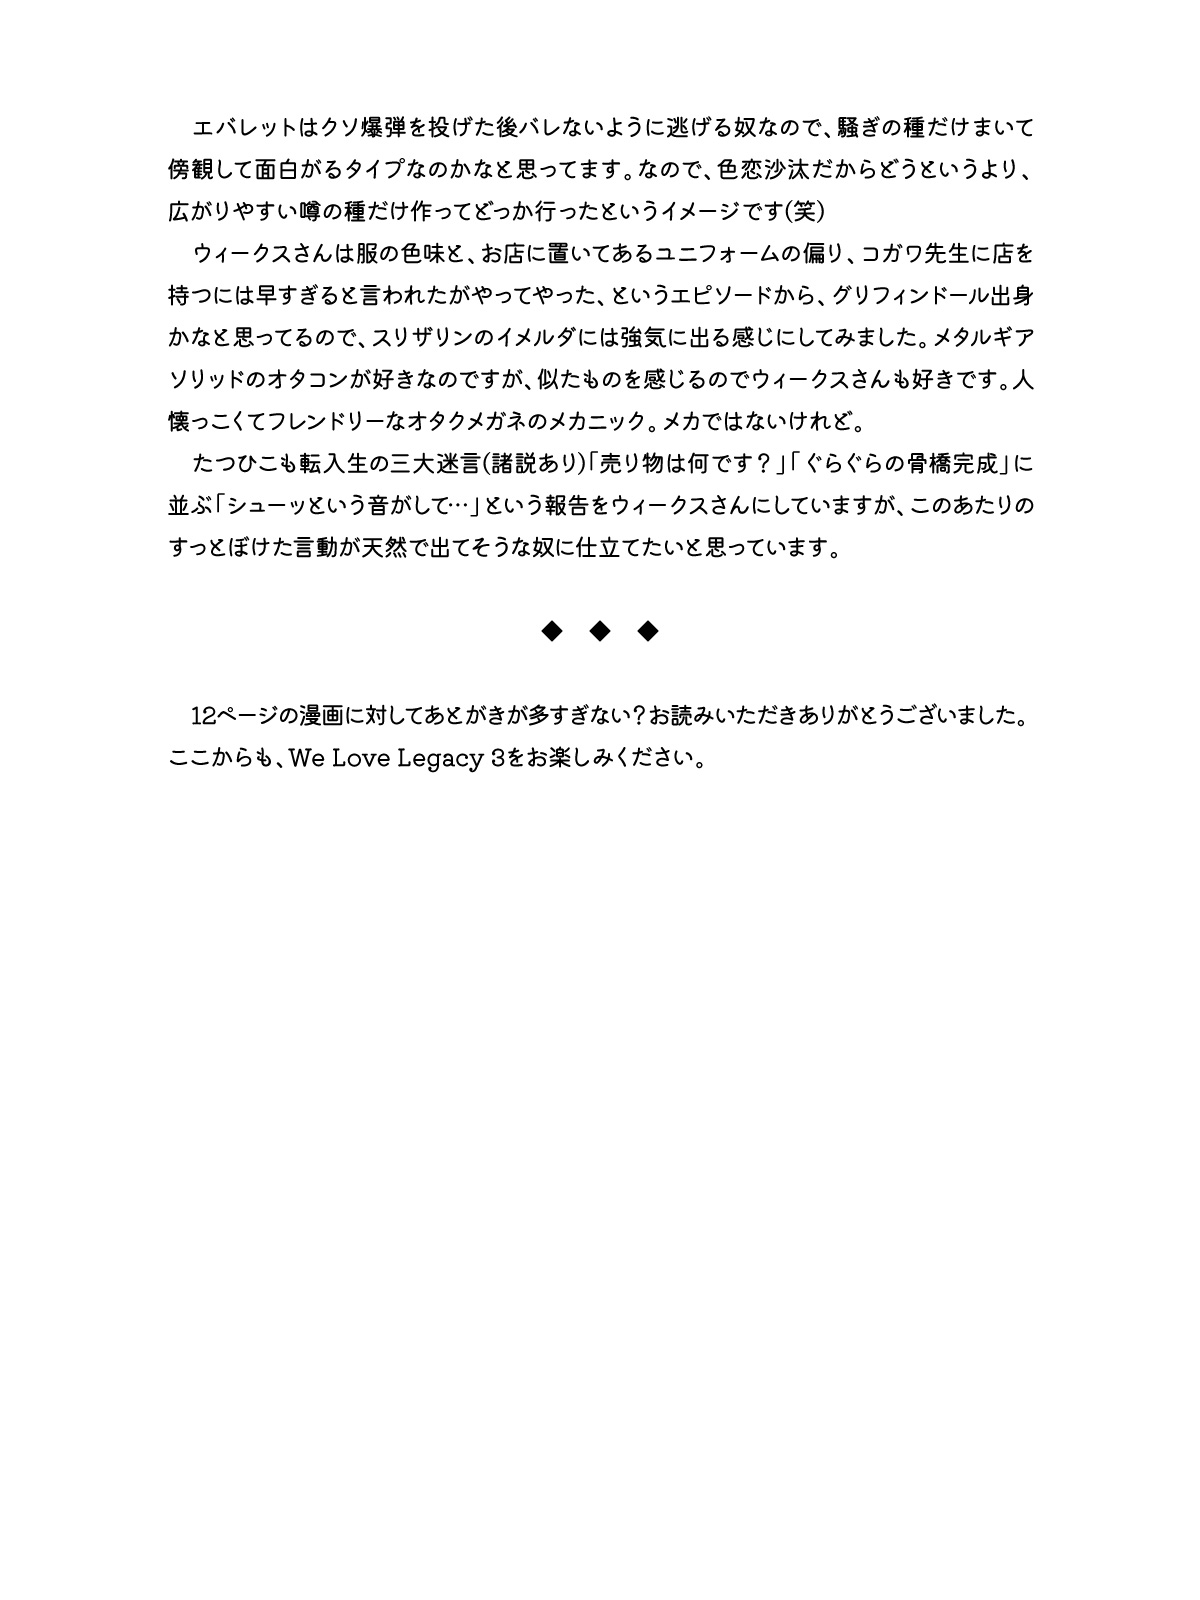 エバレットはクソ爆弾を投げた後バレないように逃げる奴なので、騒ぎの種だけまいて
傍観して面白がるタイプなのかなと思ってます。なので、色恋沙汰だからどうというより、
広がりやすい噂の種だけ作ってどっか行ったというイメージです(笑)
ウィークスさんは服の色味と、お店に置いてあるユニフォームの偏り、コガワ先生に店を
持つには早すぎると言われたがやってやった、というエピソードから、グリフィンドール出身
かなと思ってるので、スリザリンのイメルダには強気に出る感じにしてみました。メタルギア
ソリッドのオタコンが好きなのですが、似たものを感じるのでウィークスさんも好きです。人
懐っこくてフレンドリーなオタクメガネのメカニック。メカではないけれど。
たつひこも転入生の三大迷言(諸説あり)「売り物は何です？」「ぐらぐらの骨橋完成」に
並ぶ「シューッという音がして…」という報告をウィークスさんにしていますが、このあたりの
すっとぼけた言動が天然で出てそうな奴に仕立てたいと思っています。
◆ ◆ ◆
12ページの漫画に対してあとがきが多すぎない？お読みいただきありがとうございました。
ここからも、We Love Legacy 3をお楽しみください。